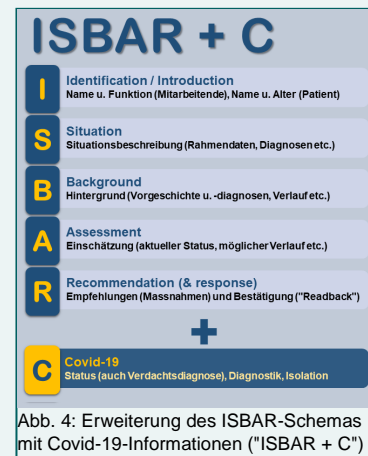 ISBAR + C
I
Identification / Introduction
Name u. Funktion (Mitarbeitende), Name u. Alter (Patient)
S
Situation
Situationsbeschreibung (Rahmendaten, Diagnosen etc.)
B
Background
Hintergrund (Vorgeschichte u. -diagnosen, Verlauf etc.)
A
Assessment
Einschätzung (aktueller Status, möglicher Verlauf etc.)
R
Recommendation (& response)
Empfehlungen (Massnahmen) und Bestätigung ("Readback")
+
C
Covid-19
Status (auch Verdachtsdiagnose), Diagnostik, Isolation
Abb. 4: Erweiterung des ISBAR-Schemas
mit Covid-19-Informationen ("ISBAR + C")